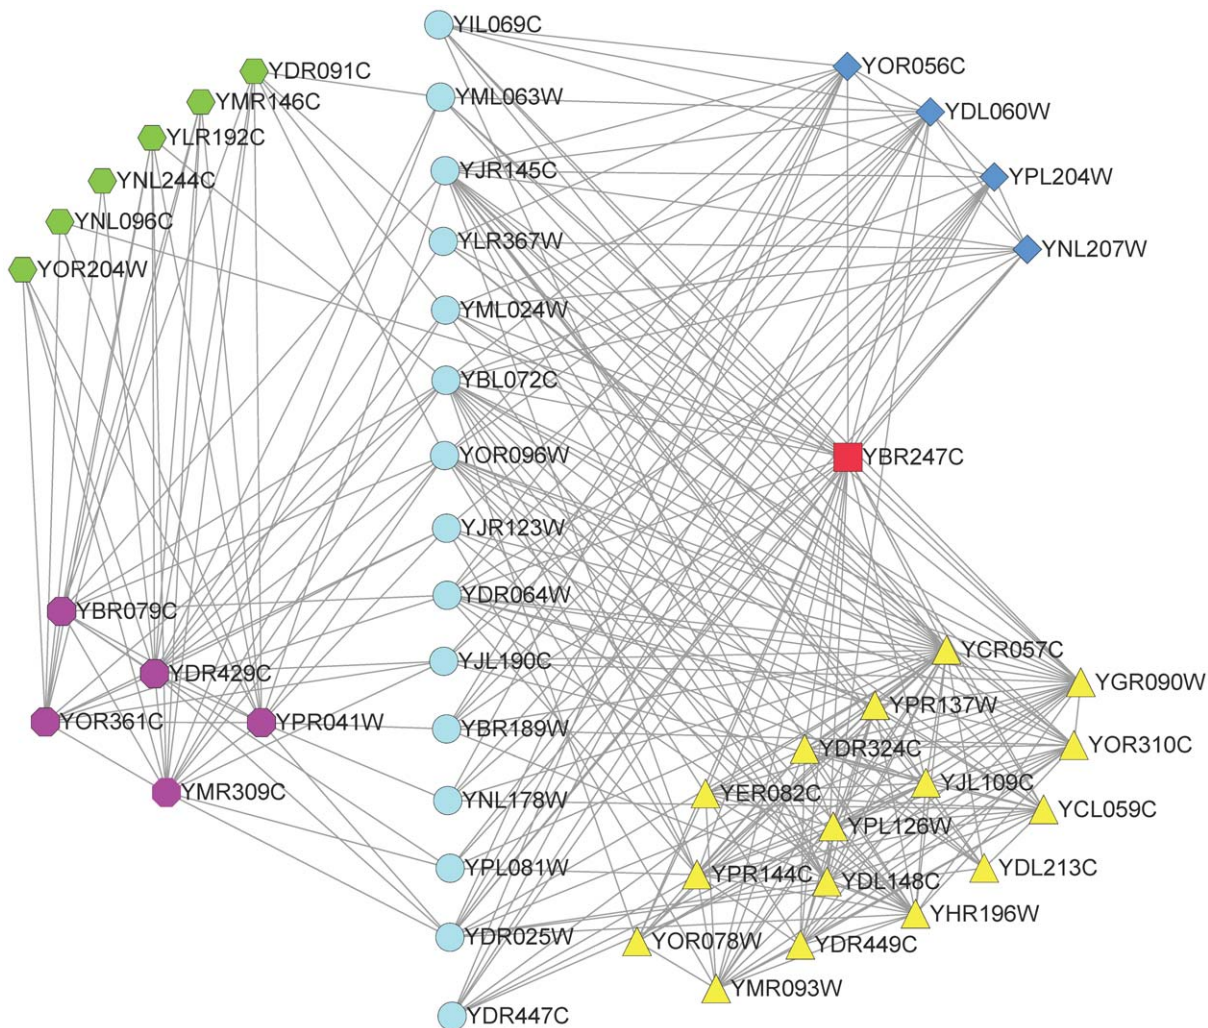 YIL069C
YOR056C
YDR091C
YML063W
YMR146C
YDL060W
YLR192C
YJR145C
YPL204W
YNL244C
YNL096C
YLR367W
YNL207W
YOR204W
YML024W
YBL072C
YOR096W
YBR247C
YJR123W
YDR064W
YBR079C
YCR057C
YJL190C
YDR429C
YGR090W
YPR137W
YOR361C
YPR041W
YBR189W
YDR324C
YOR310C
YJL109C
YMR309C
YER082C
YNL178W
YCL059C
YPL126W
YPL081W
YDL213C
YPR144C
YDL148C
YHR196W
YDR025W
YOR078W
YDR449C
YMR093W
YDR447C